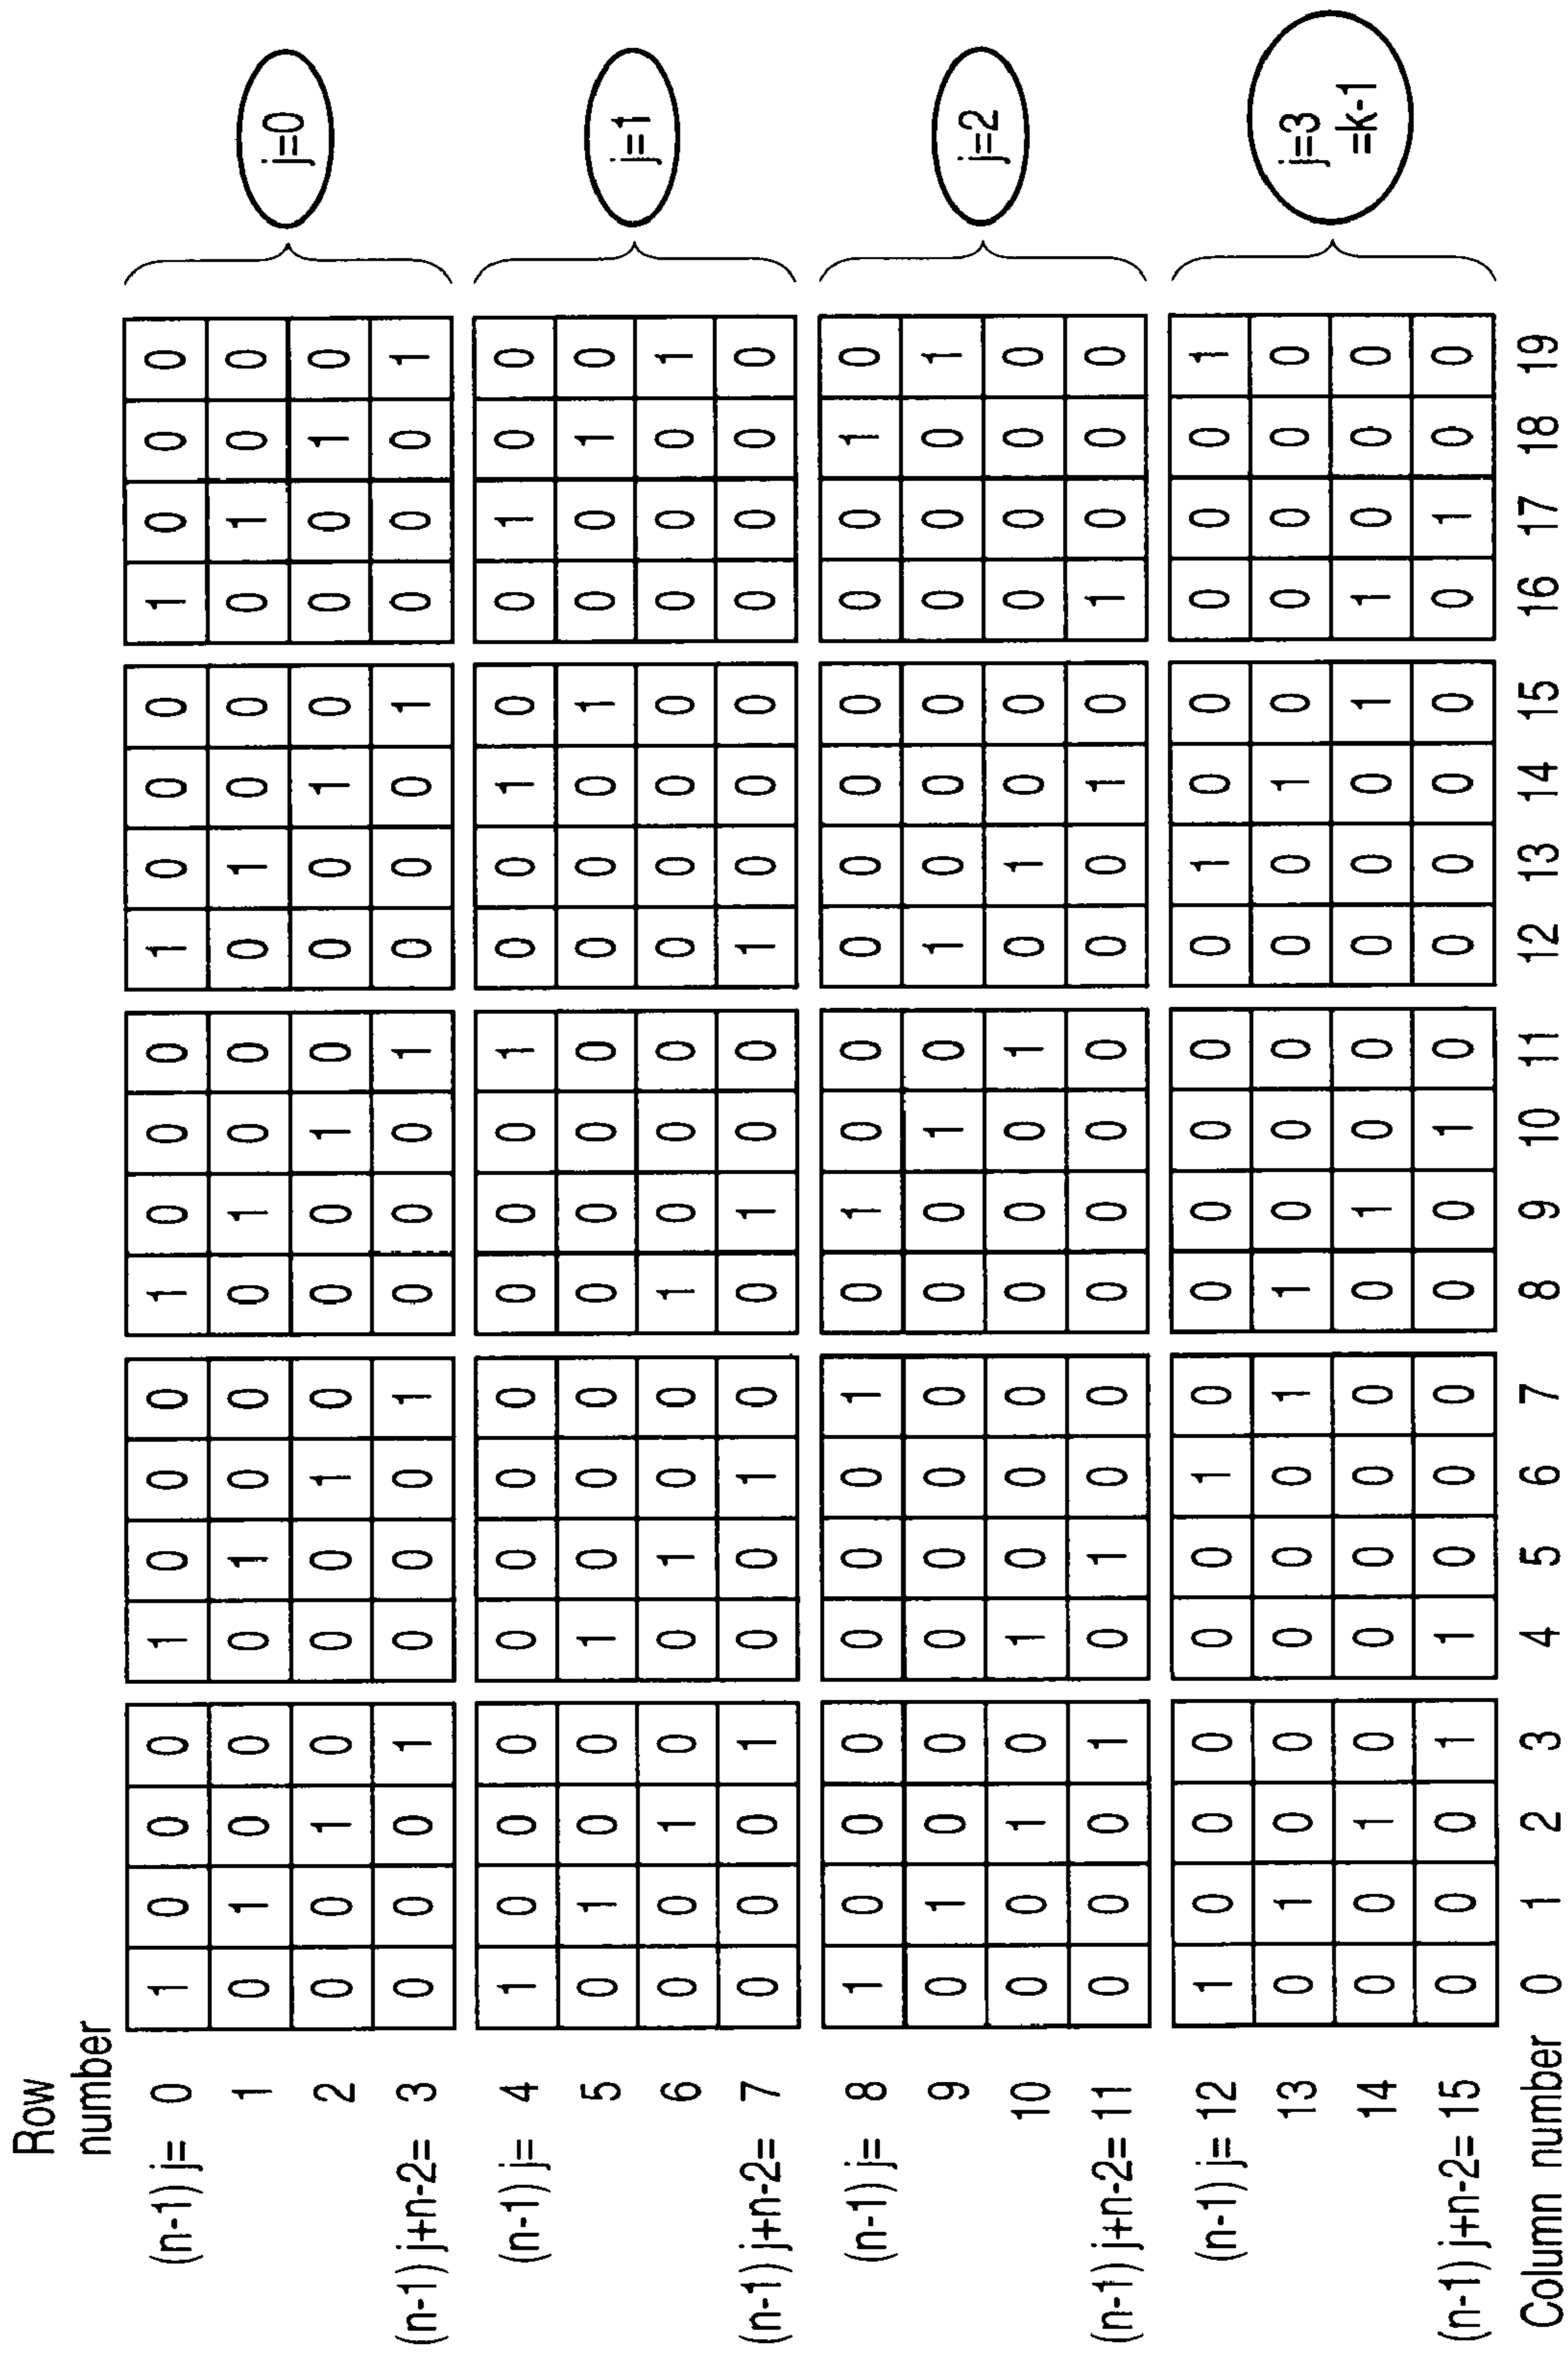 Row
number
(n-1) j= 0 1 0 0 0 1 0 0 0 1 0 0 0 1 0 0 0 1 0 0 0
1 0 1 0 0 0 1 0 0 0 1 0 0 0 1 0 0 0 1 0 0
2 0 0 1 0 0 0 1 0 0 0 1 0 0 0 1 0 0 0 1 0
(n-1) j+n-2= 3 0 0 0 1 0 0 0 1 0 0 0 1 0 0 0 1 0 0 0 1
j=0
(n-1) j= 4 1 0 0 0 0 0 0 0 0 0 0 1 0 0 1 0 0 1 0 0
5 0 1 0 0 1 0 0 0 0 0 0 0 0 0 0 1 0 0 1 0
6 0 0 1 0 0 1 0 0 1 0 0 0 0 0 0 0 0 0 0 1
(n-1) j+n-2= 7 0 0 0 1 0 0 1 0 0 1 0 0 1 0 0 0 0 0 0 0
j=1
(n-1) j= 8 1 0 0 0 0 0 0 1 0 1 0 0 0 0 0 0 0 0 1 0
9 0 1 0 0 0 0 0 0 0 0 1 0 1 0 0 0 0 0 0 1
10 0 0 1 0 1 0 0 0 0 0 0 1 0 1 0 0 0 0 0 0
(n-1) j+n-2= 11 0 0 0 1 0 1 0 0 0 0 0 0 0 0 1 0 1 0 0 0
j=2
(n-1) j= 12 1 0 0 0 0 0 1 0 0 0 0 0 0 1 0 0 0 0 0 1
13 0 1 0 0 0 0 0 1 1 0 0 0 0 0 1 0 0 0 0 0
14 0 0 1 0 0 0 0 0 0 1 0 0 0 0 0 1 1 0 0 0
(n-1) j+n-2= 15 0 0 0 1 1 0 0 0 0 0 1 0 0 0 0 0 0 1 0 0
j=3
=k-1
Column number 0 1 2 3 4 5 6 7 8 9 10 11 12 13 14 15 16 17 18 19